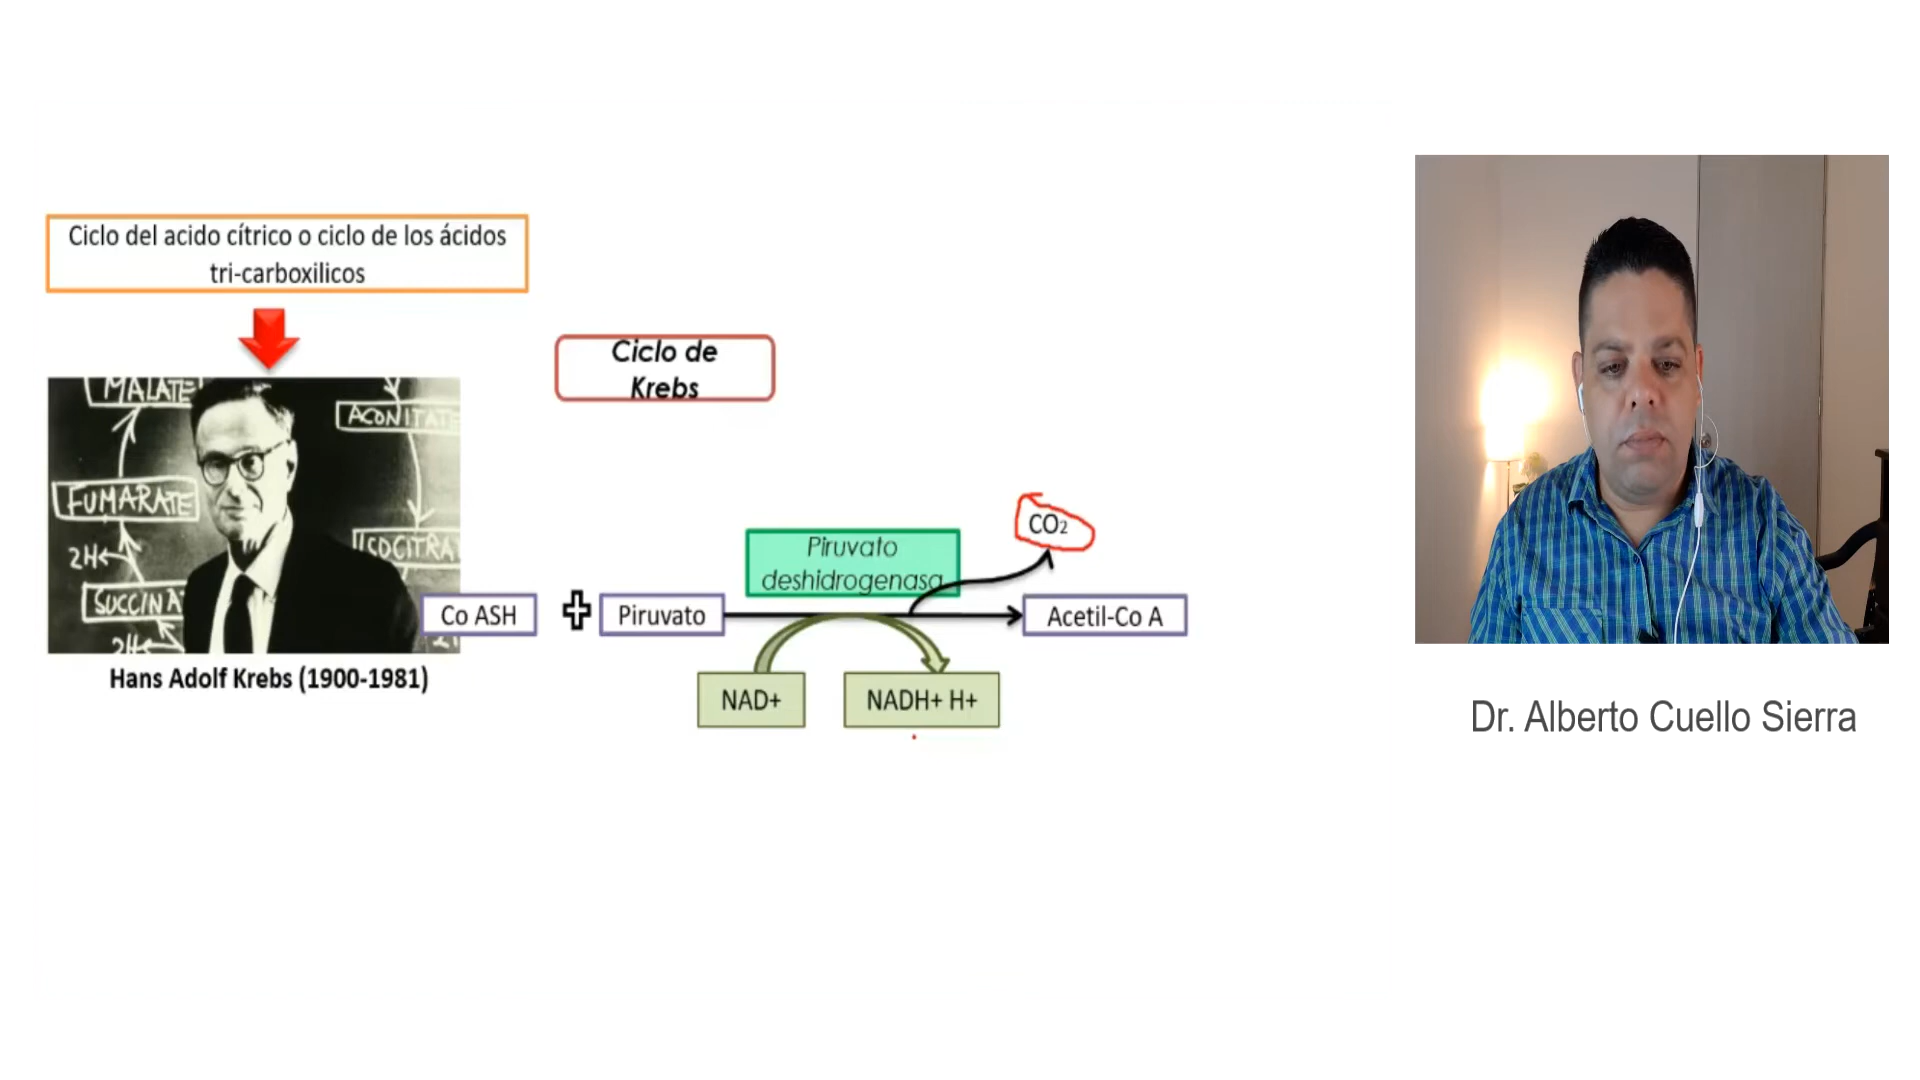 Ciclo del acido cítrico o ciclo de los ácidos
tri-carboxilicos
Ciclo de
Krebs
MALATE
ACONITATE
FUMARATE
2H
ISOCITRA
SUCCINA
2H
Hans Adolf Krebs (1900-1981)
Co ASH
+
Piruvato
Piruvato
deshidrogenasa
CO₂
Acetil-Co A
NAD+
NADH+ H+
Dr. Alberto Cuello Sierra